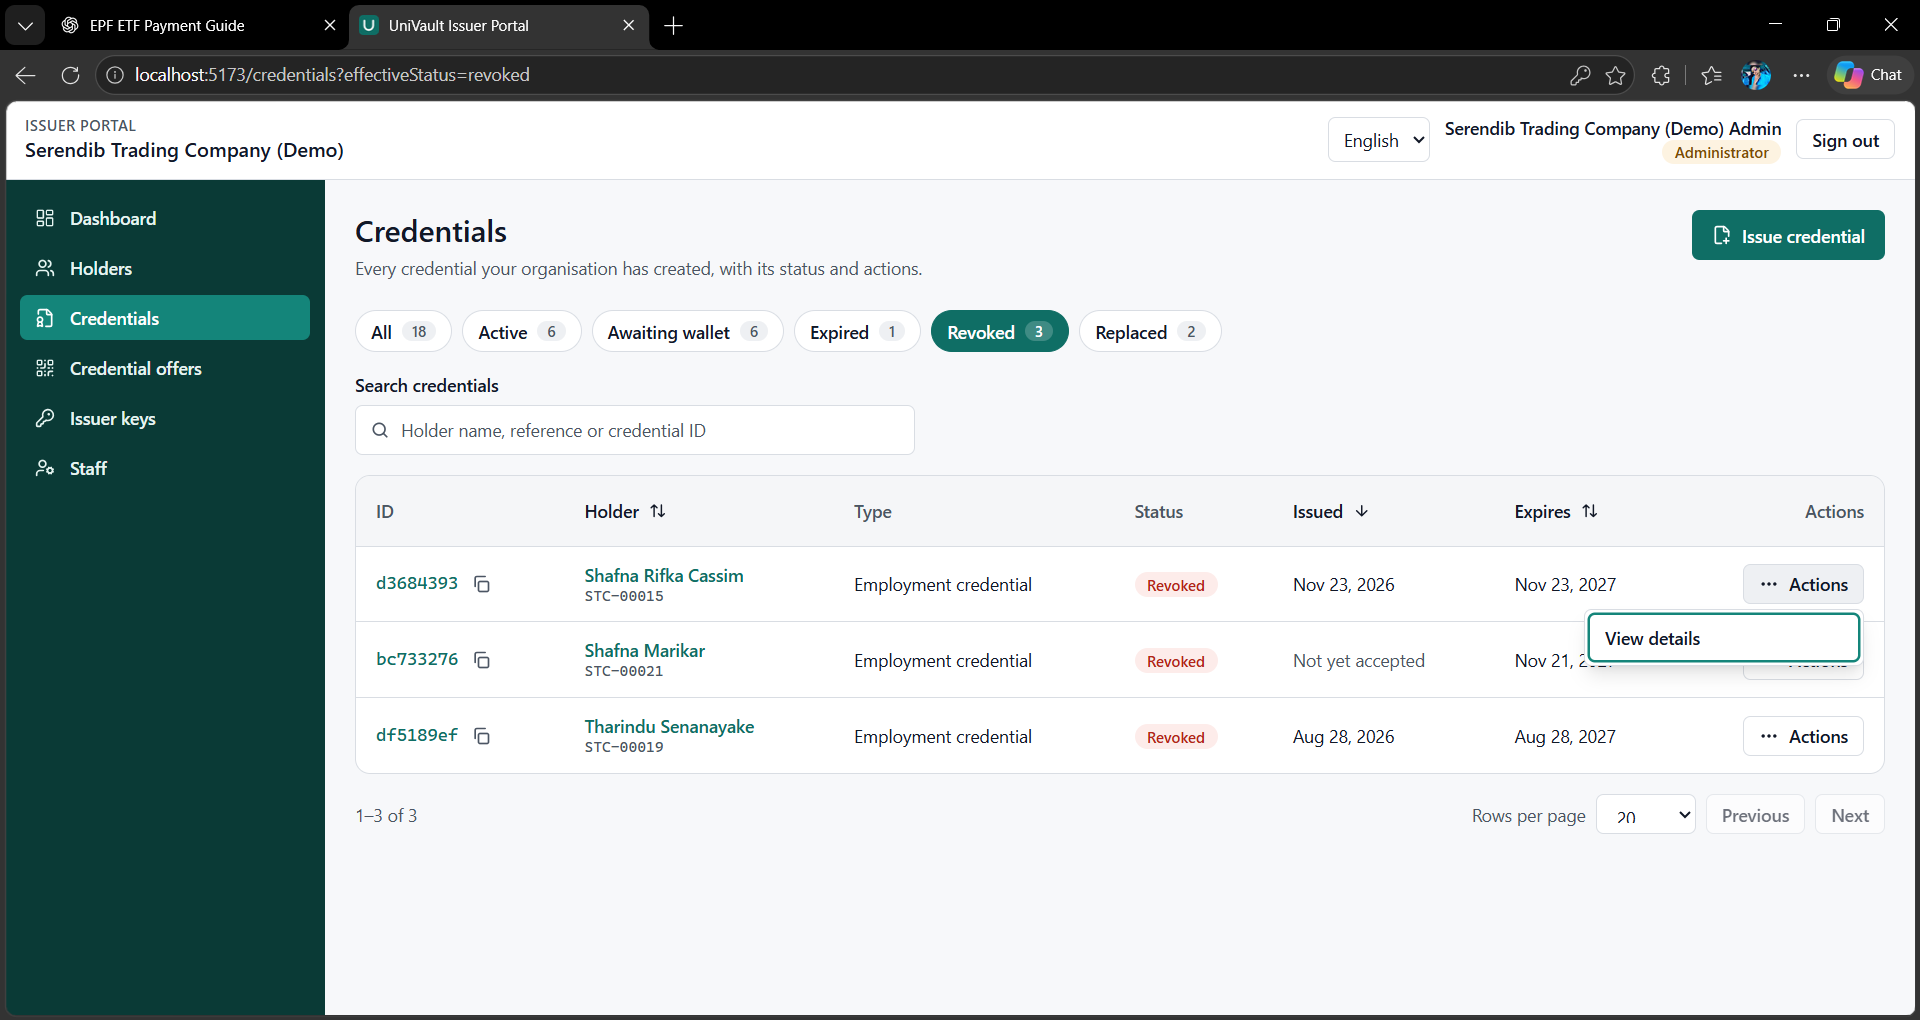 EPF ETF Payment Guide
UniVault Issuer Portal
localhost:5173/credentials?effectiveStatus=revoked
Chat
ISSUER PORTAL
Serendib Trading Company (Demo)
English
Serendib Trading Company (Demo) Admin
Administrator
Sign out
Dashboard
Holders
Credentials
Credential offers
Issuer keys
Staff
Credentials
Every credential your organisation has created, with its status and actions.
Issue credential
All 18
Active 6
Awaiting wallet 6
Expired 1
Revoked 3
Replaced 2
Search credentials
Holder name, reference or credential ID
ID Holder Type Status Issued Expires Actions
d3684393 Shafna Rifka Cassim Employment credential Revoked Nov 23, 2026 Nov 23, 2027 Actions
STC-00015
View details
bc733276 Shafna Marikar Employment credential Revoked Not yet accepted Nov 21,
STC-00021
df5189ef Tharindu Senanayake Employment credential Revoked Aug 28, 2026 Aug 28, 2027 Actions
STC-00019
1–3 of 3
Rows per page 20 Previous Next